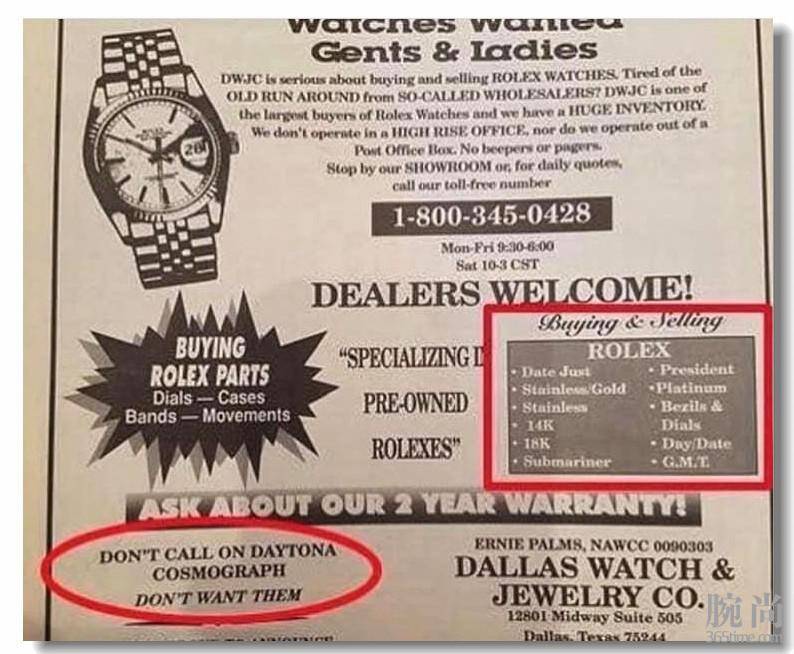 Watches Wanted
Gents & Ladies
DWJC is serious about buying and selling ROLEX WATCHES. Tired of the
OLD RUN AROUND from SO-CALLED WHOLESALERS? DWJC is one of
the largest buyers of Rolex Watches and we have a HUGE INVENTORY.
We don't operate in a HIGH RISE OFFICE, nor do we operate out of a
Post Office Box. No beepers or pagers.
Stop by our SHOWROOM or, for daily quotes,
call our toll-free number
1-800-345-0428
Mon-Fri 9:30-6:00
Sat 10-3 CST
DEALERS WELCOME!
BUYING
ROLEX PARTS
Dials — Cases
Bands — Movements
"SPECIALIZING I
PRE-OWNED
ROLEXES"
Buying & Selling
ROLEX
• Date Just
• Stainless/Gold
• Stainless
• 14K
• 18K
• Submariner
• President
• Platinum
• Bezils &
Dials
• Day/Date
• G.M.T.
ASK ABOUT OUR 2 YEAR WARRANTY!
DON'T CALL ON DAYTONA
COSMOGRAPH
DON'T WANT THEM
ERNIE PALMS, NAWCC 0090303
DALLAS WATCH &
JEWELRY CO.
12801 Midway Suite 505
Dallas, Texas 75244
腕尚
365time.com